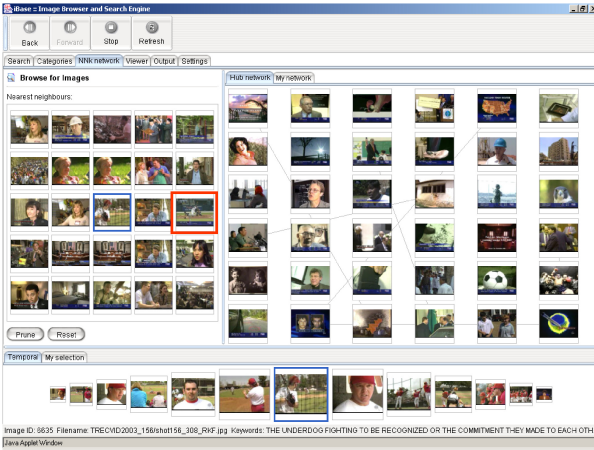 iBase :: Image Browser and Search Engine
Back Forward Stop Refresh
Search Categories NNk network Viewer Output Settings
Browse for Images
Nearest neighbours:
Prune Reset
Hub network My network
Temporal My selection
Image ID: 6635 Filename: TRECVID2003_156/shot156_308_RKF.jpg Keywords: THE UNDERDOG FIGHTING TO BE RECOGNIZED OR THE COMMITMENT THEY MADE TO EACH OTH
Java Applet Window